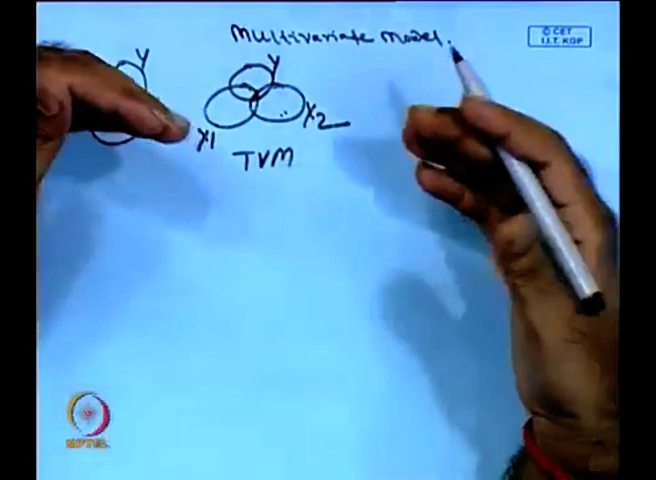 Multivariate Model.
© CET
I.I.T. KGP
Y
Y
X1
X2
TVM
NPTEL